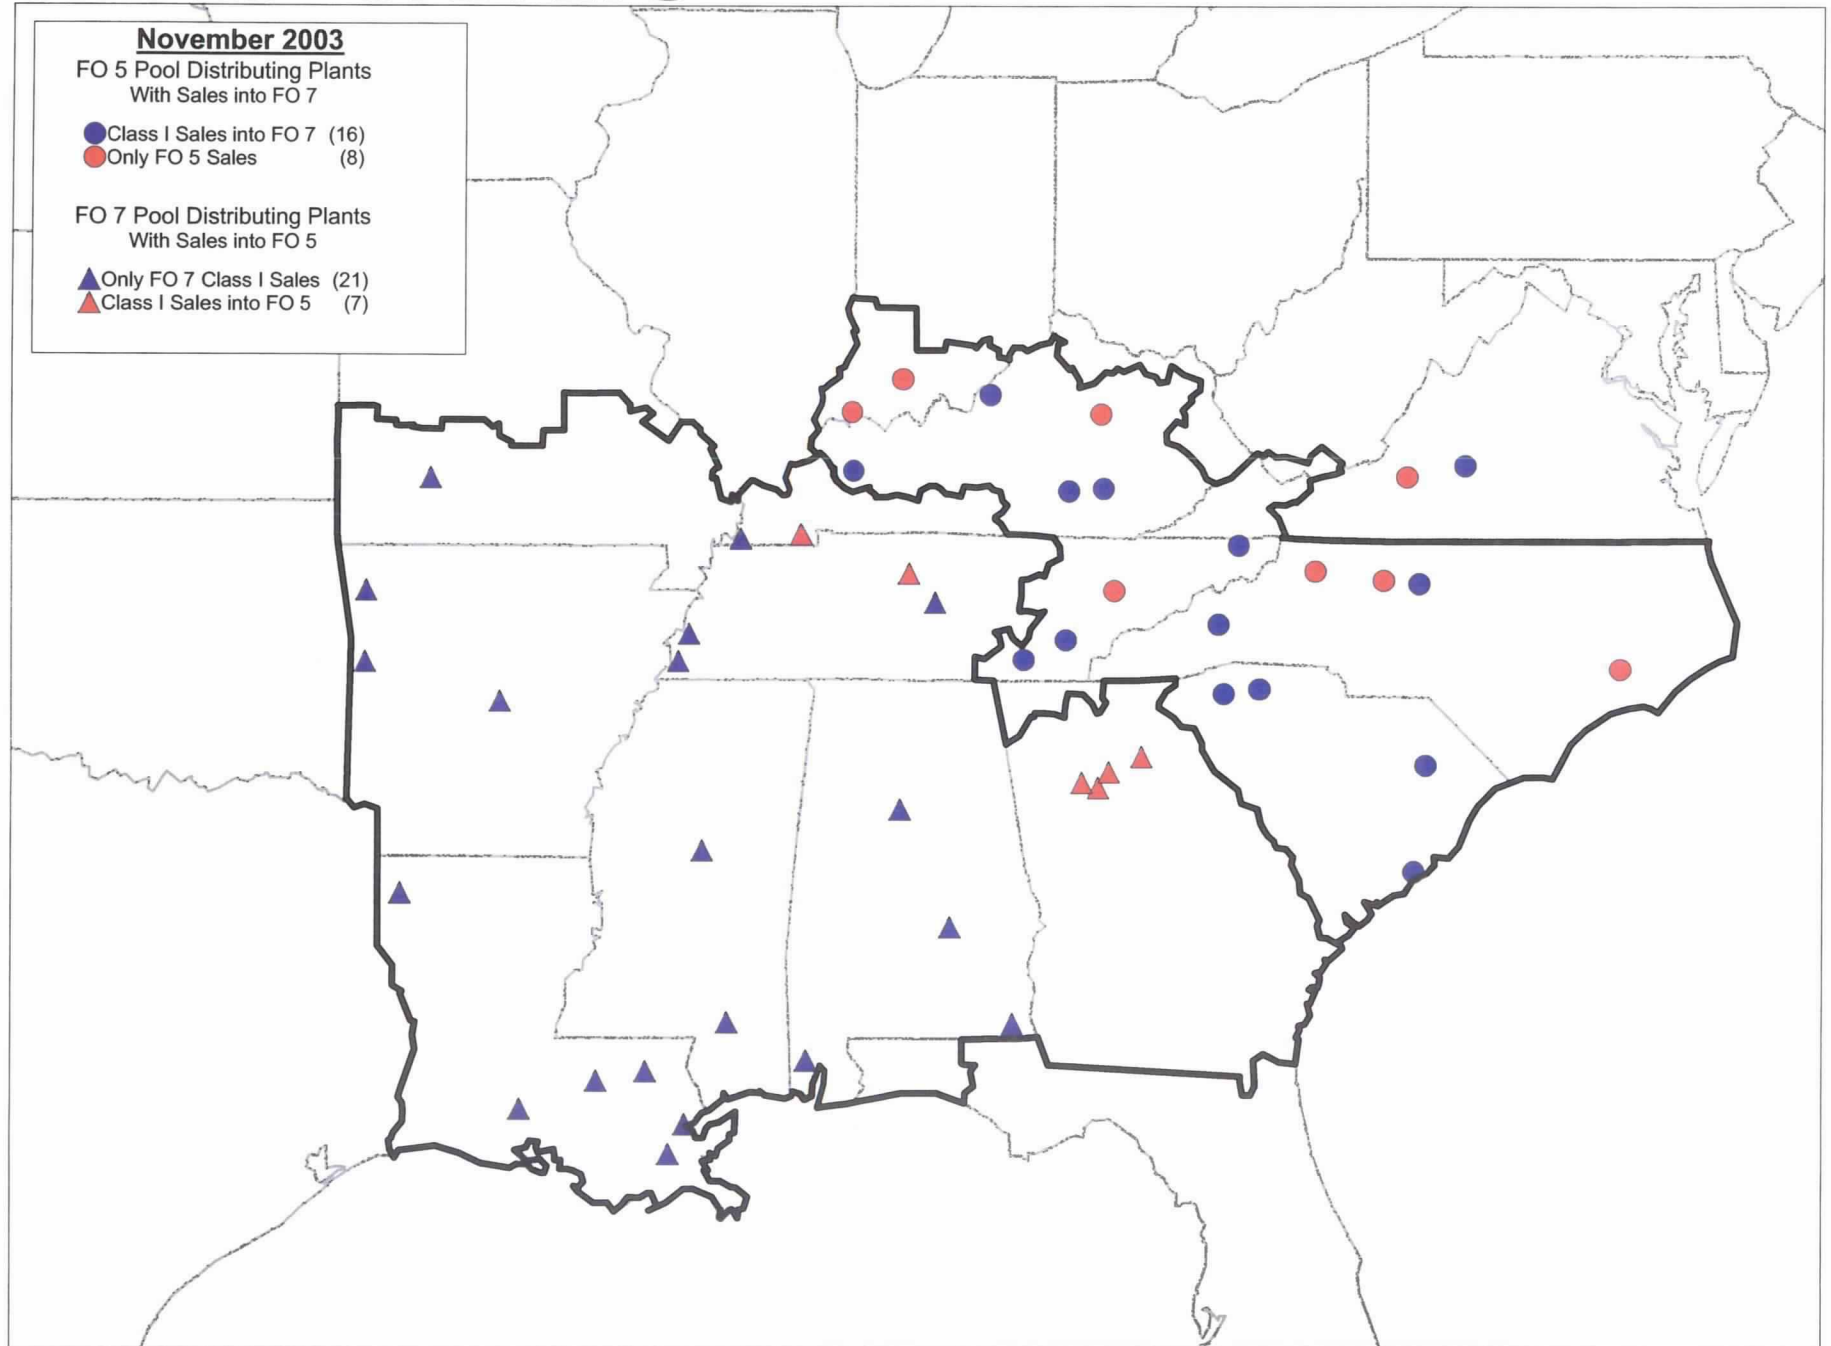 November 2003
FO 5 Pool Distributing Plants
With Sales into FO 7
Class I Sales into FO 7 (16)
Only FO 5 Sales (8)
FO 7 Pool Distributing Plants
With Sales into FO 5
Only FO 7 Class I Sales (21)
Class I Sales into FO 5 (7)